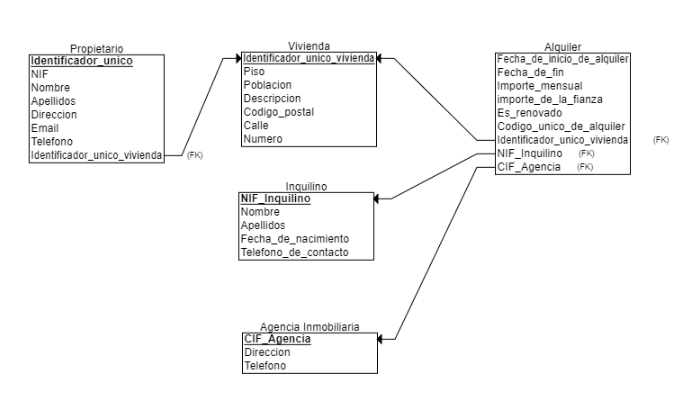 Propietario
Identificador_unico
NIF
Nombre
Apellidos
Direccion
Email
Telefono
Identificador_unico_vivienda (FK)
Vivienda
Identificador_unico_vivienda
Piso
Poblacion
Descripcion
Codigo_postal
Calle
Numero
Alquiler
Fecha_de_inicio_de_alquiler
Fecha_de_fin
Importe_mensual
importe_de_la_fianza
Es_renovado
Codigo_unico_de_alquiler
Identificador_unico_vivienda (FK)
NIF_Inquilino (FK)
CIF_Agencia (FK)
Inquilino
NIF_Inquilino
Nombre
Apellidos
Fecha_de_nacimiento
Telefono_de_contacto
Agencia Inmobiliaria
CIF_Agencia
Direccion
Telefono